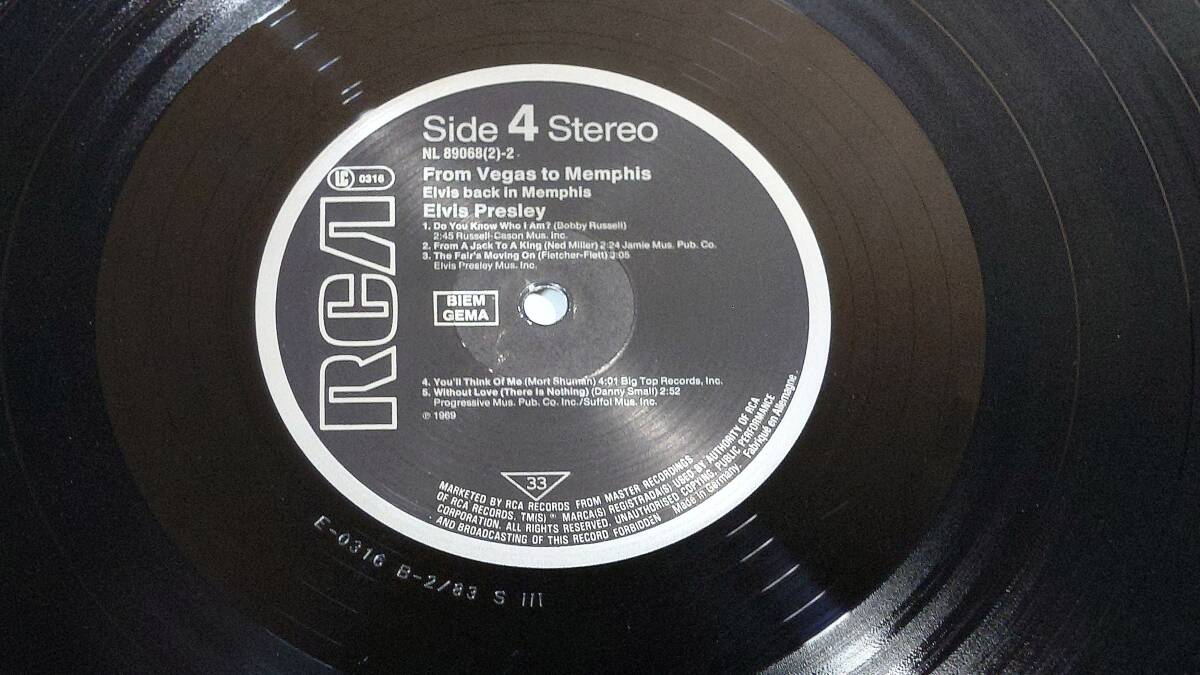 Side 4 Stereo
NL 89068(2)-2
LC 0316
From Vegas to Memphis
Elvis back in Memphis
Elvis Presley
1. Do You Know Who I Am? (Bobby Russell)
2:45 Russell-Cason Mus. Inc.
2. From A Jack To A King (Ned Miller) 2:24 Jamie Mus. Pub. Co.
3. The Fair's Moving On (Fletcher-Flett) 3:05
Elvis Presley Mus. Inc.
RCA
BIEM
GEMA
4. You'll Think Of Me (Mort Shuman) 4:01 Big Top Records, Inc.
5. Without Love (There Is Nothing) (Danny Small) 2:52
Progressive Mus. Pub. Co. Inc./Suffol Mus. Inc.
℗ 1969
33
MARKETED BY RCA RECORDS FROM MASTER RECORDINGS
OF RCA RECORDS. TM(S) ® MARCA(S) REGISTRADA(S) USED BY AUTHORITY OF RCA
CORPORATION. ALL RIGHTS RESERVED. UNAUTHORISED COPYING, PUBLIC PERFORMANCE
AND BROADCASTING OF THIS RECORD FORBIDDEN Made in Germany. Fabriqué en Allemagne.
E-0316 B-2/83 S III